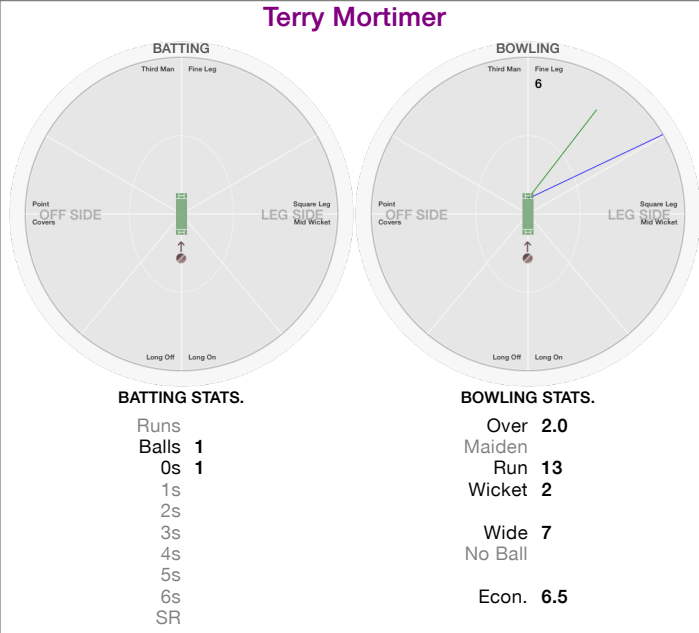 Terry Mortimer
BATTING
Third Man Fine Leg
Point
OFF SIDE
Covers
Square Leg
LEG SIDE
Mid Wicket
Long Off Long On
BOWLING
Third Man Fine Leg
6
Point
OFF SIDE
Covers
Square Leg
LEG SIDE
Mid Wicket
Long Off Long On
BATTING STATS.
Runs
Balls 1
0s 1
1s
2s
3s
4s
5s
6s
SR
BOWLING STATS.
Over 2.0
Maiden
Run 13
Wicket 2
Wide 7
No Ball
Econ. 6.5